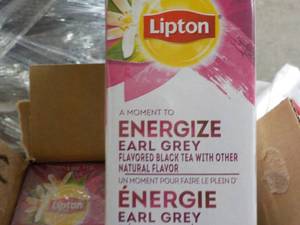 Lipton
A MOMENT TO
ENERGIZE
EARL GREY
FLAVORED BLACK TEA WITH OTHER
NATURAL FLAVOR
UN MOMENT POUR FAIRE LE PLEIN D'
ÉNERGIE
EARL GREY
Lipton